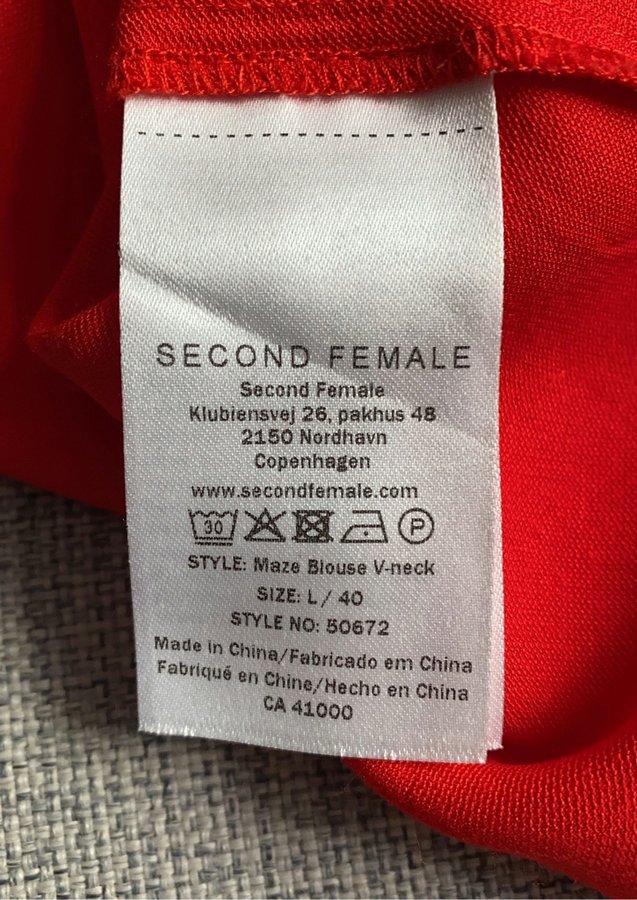 SECOND FEMALE
Second Female
Klubiensvej 26, pakhus 48
2150 Nordhavn
Copenhagen
www.secondfemale.com
30 P
STYLE: Maze Blouse V-neck
SIZE: L / 40
STYLE NO: 50672
Made in China/Fabricado em China
Fabriqué en Chine/Hecho en China
CA 41000